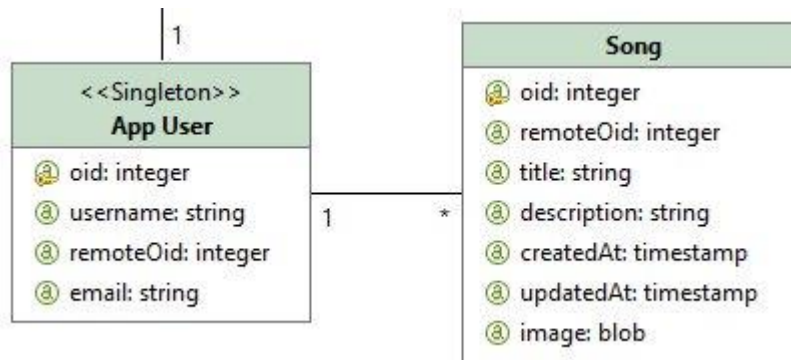 1
<<Singleton>>
App User
oid: integer
username: string
remoteOid: integer
email: string
1
*
Song
oid: integer
remoteOid: integer
title: string
description: string
createdAt: timestamp
updatedAt: timestamp
image: blob